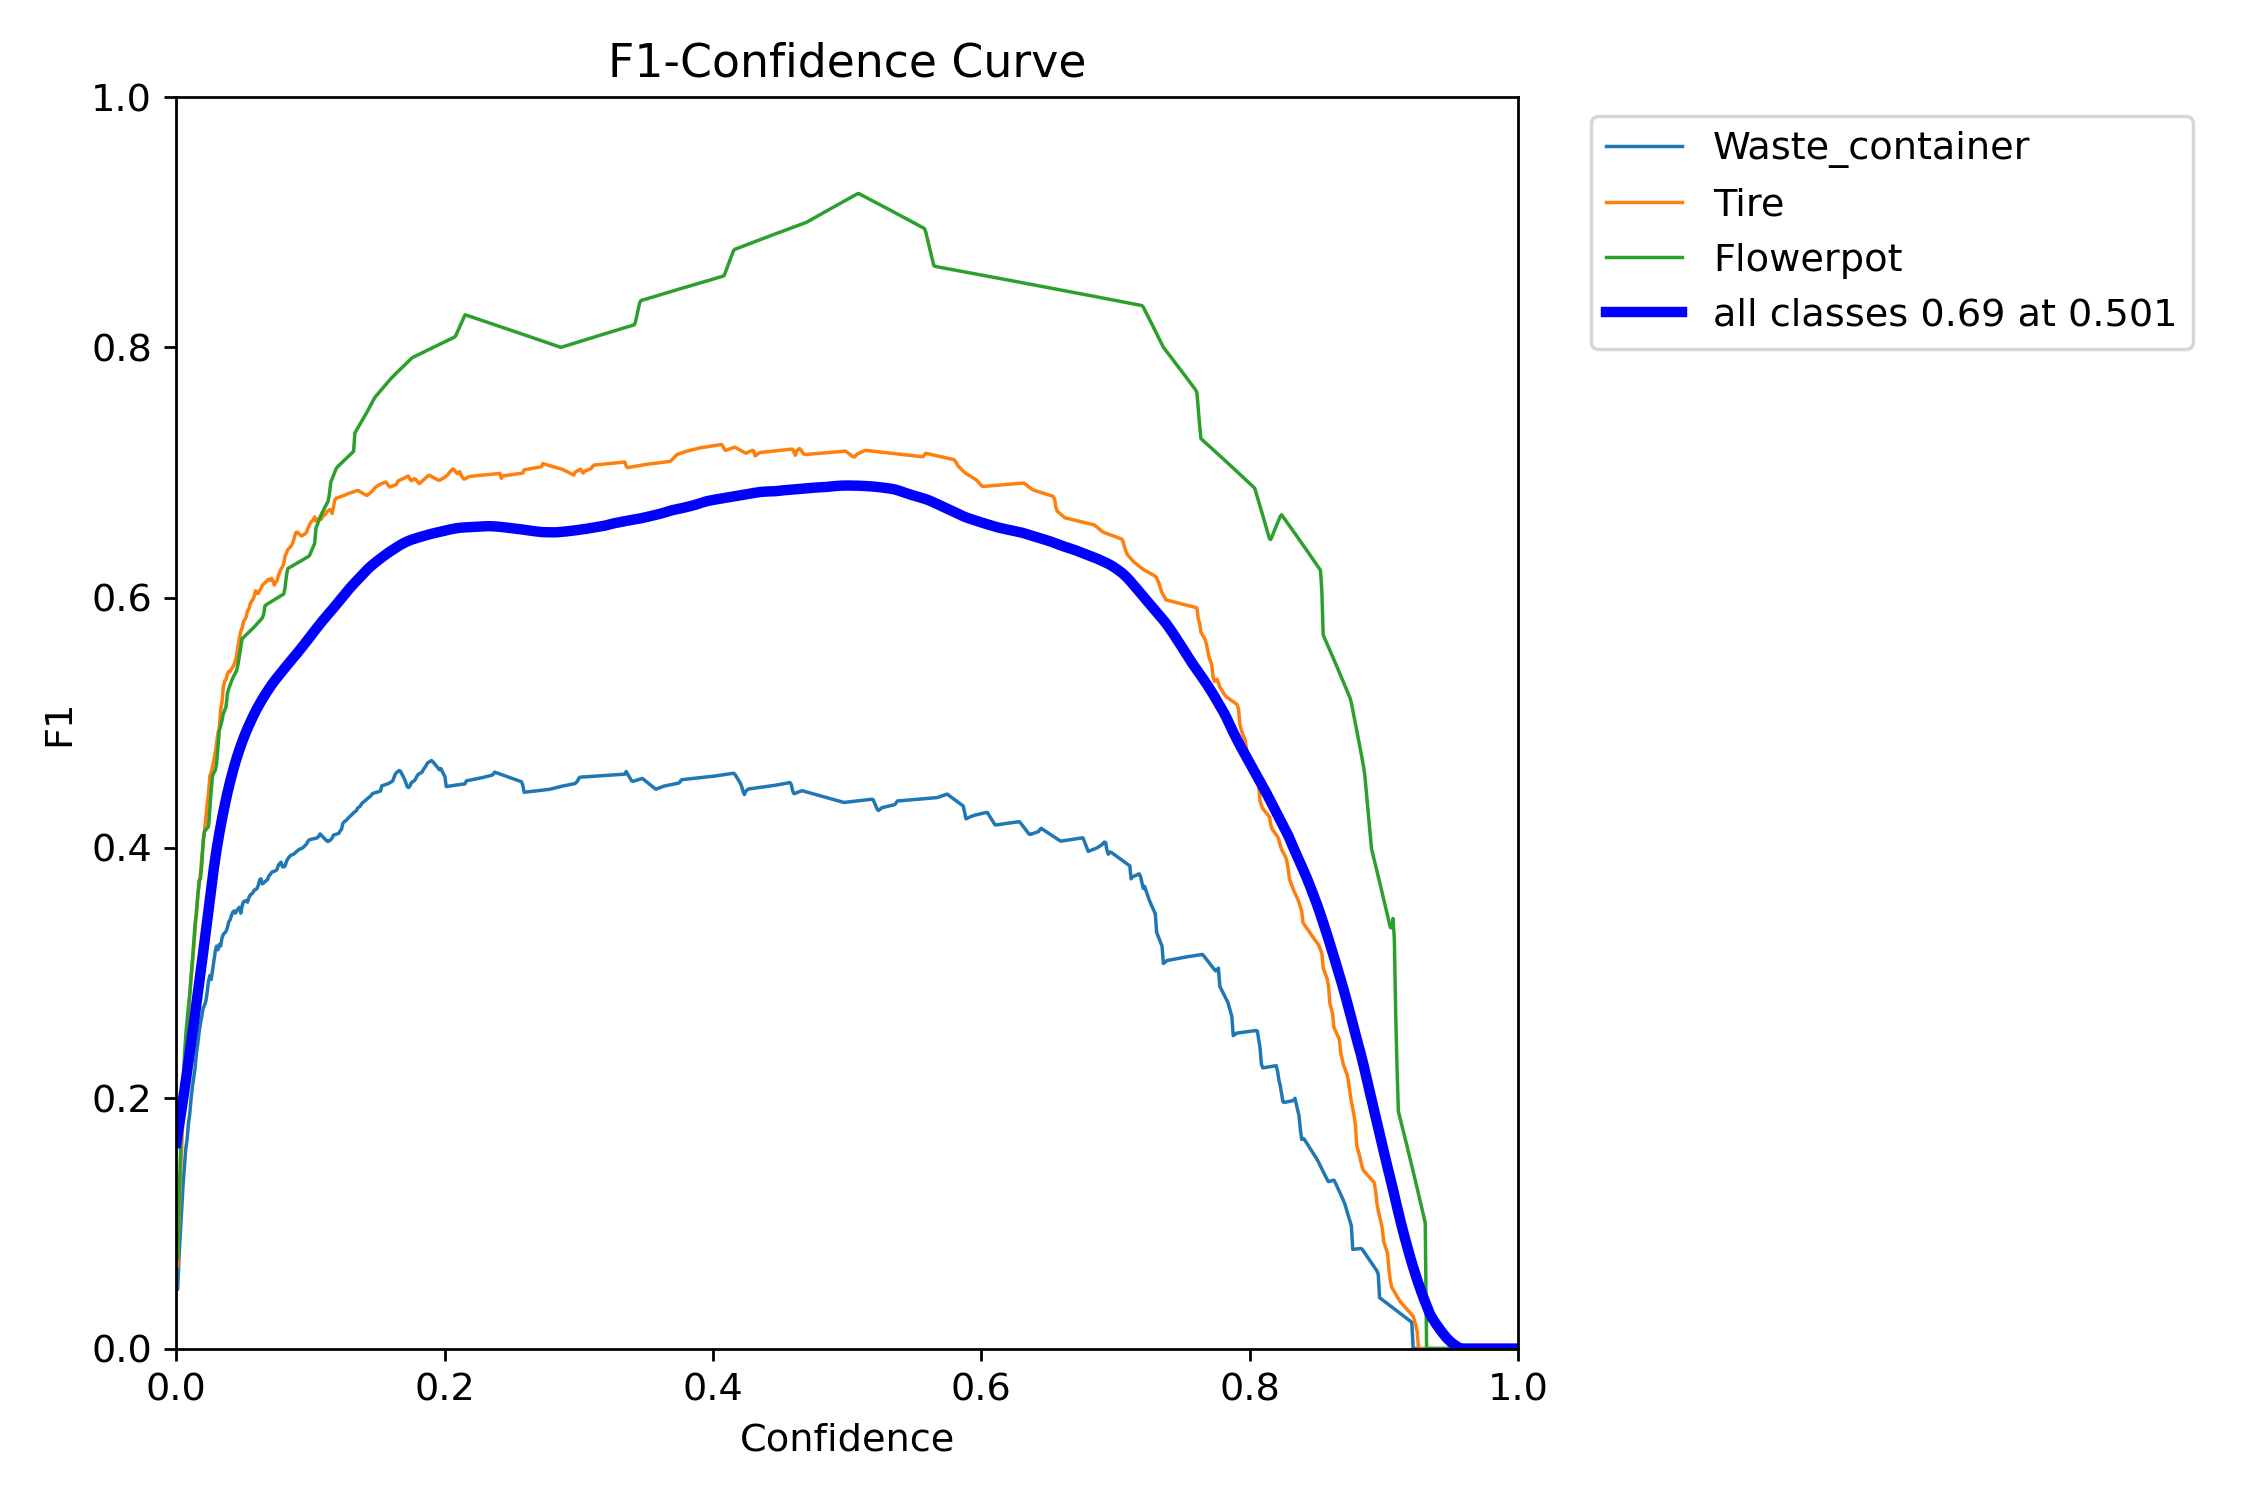 F1-Confidence Curve
1.0
0.8
0.6
0.4
0.2
0.0
F1
0.0 0.2 0.4 0.6 0.8 1.0
Confidence
Waste_container
Tire
Flowerpot
all classes 0.69 at 0.501